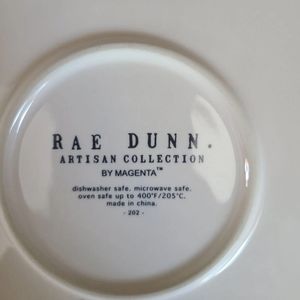 RAE DUNN.
ARTISAN COLLECTION
BY MAGENTA™
dishwasher safe. microwave safe.
oven safe up to 400°F/205°C.
made in china.
- 202 -